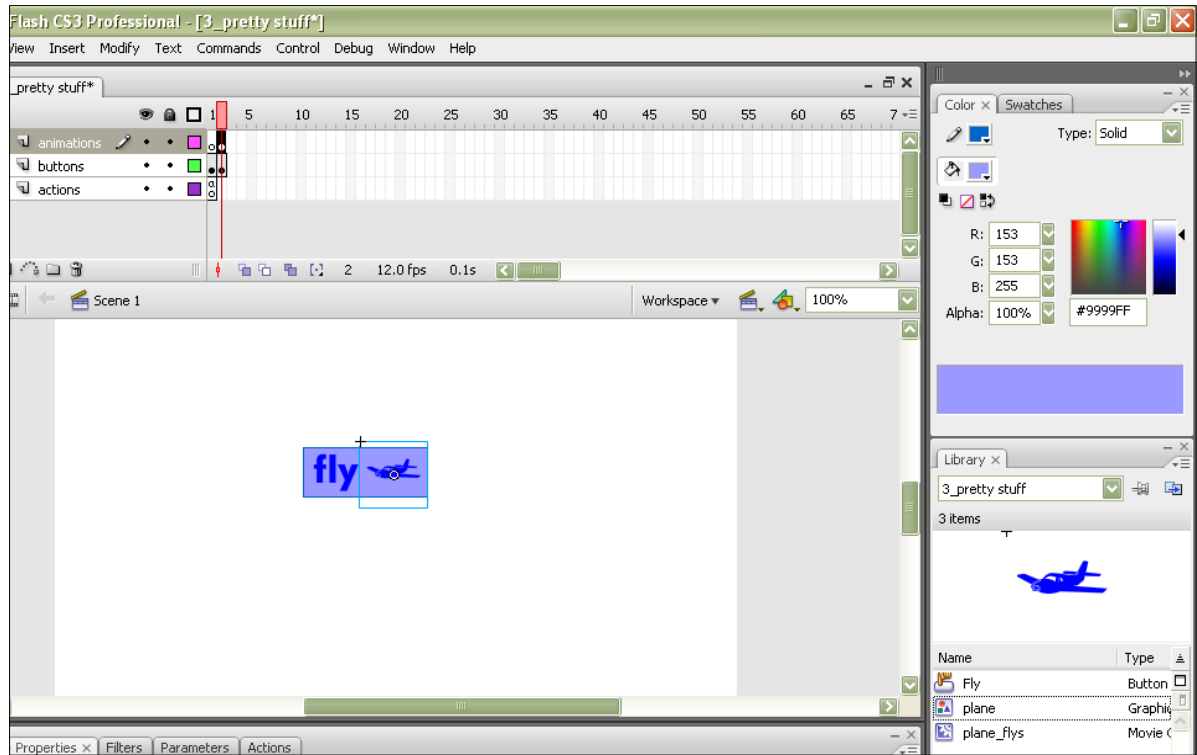 Flash CS3 Professional - [3_pretty stuff*]
View Insert Modify Text Commands Control Debug Window Help
_pretty stuff*
1 5 10 15 20 25 30 35 40 45 50 55 60 65 7
animations
buttons
actions
2 12.0 fps 0.1s
Scene 1 Workspace 100%
fly
Properties × Filters Parameters Actions
Color × Swatches
Type: Solid
R: 153
G: 153
B: 255
Alpha: 100% #9999FF
Library ×
3_pretty stuff
3 items
Name Type
Fly Button
plane Graphic
plane_flys Movie C